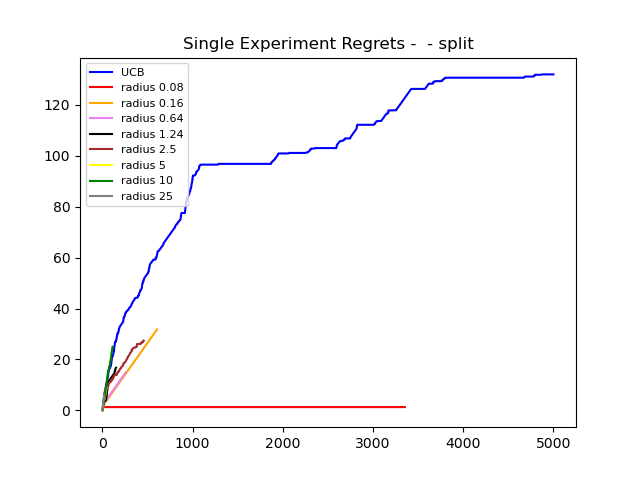 Single Experiment Regrets -  - split
UCB
radius 0.08
radius 0.16
radius 0.64
radius 1.24
radius 2.5
radius 5
radius 10
radius 25
120
100
80
60
40
20
0
0 1000 2000 3000 4000 5000